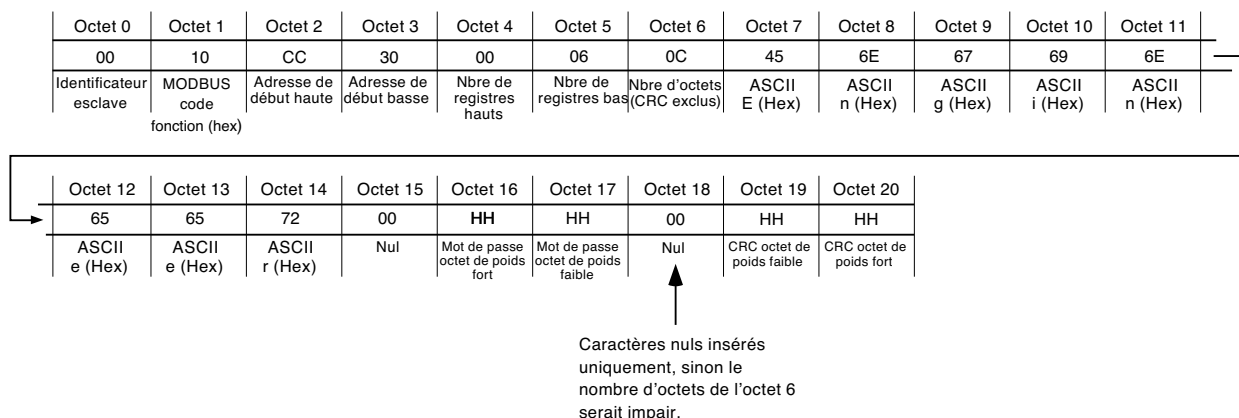 Octet 0 Octet 1 Octet 2 Octet 3 Octet 4 Octet 5 Octet 6 Octet 7 Octet 8 Octet 9 Octet 10 Octet 11
00 10 CC 30 00 06 0C 45 6E 67 69 6E
Identificateur esclave
MODBUS code fonction (hex)
Adresse de début haute
Adresse de début basse
Nbre de registres hauts
Nbre de registres bas
Nbre d'octets (CRC exclus)
ASCII E (Hex)
ASCII n (Hex)
ASCII g (Hex)
ASCII i (Hex)
ASCII n (Hex)
Octet 12 Octet 13 Octet 14 Octet 15 Octet 16 Octet 17 Octet 18 Octet 19 Octet 20
65 65 72 00 HH HH 00 HH HH
ASCII e (Hex)
ASCII e (Hex)
ASCII r (Hex)
Nul
Mot de passe octet de poids fort
Mot de passe octet de poids faible
Nul
CRC octet de poids faible
CRC octet de poids fort
Caractères nuls insérés
uniquement, sinon le
nombre d'octets de l'octet 6
serait impair.